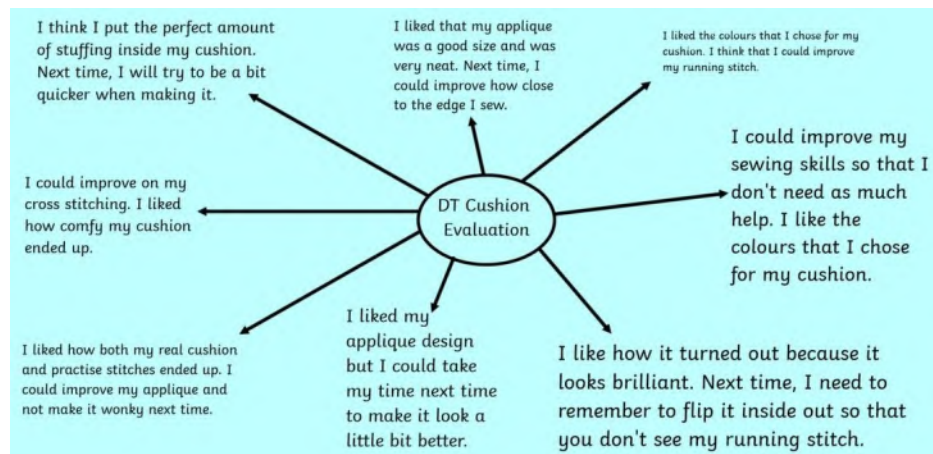 I think I put the perfect amount
of stuffing inside my cushion.
Next time, I will try to be a bit
quicker when making it.
I liked that my applique
was a good size and was
very neat. Next time, I
could improve how close
to the edge I sew.
I liked the colours that I chose for my
cushion. I think that I could improve
my running stitch.
I could improve on my
cross stitching. I liked
how comfy my cushion
ended up.
DT Cushion
Evaluation
I could improve my
sewing skills so that I
don't need as much
help. I like the
colours that I chose
for my cushion.
I liked how both my real cushion
and practise stitches ended up. I
could improve my applique and
not make it wonky next time.
I liked my
applique design
but I could take
my time next time
to make it look a
little bit better.
I like how it turned out because it
looks brilliant. Next time, I need to
remember to flip it inside out so that
you don't see my running stitch.